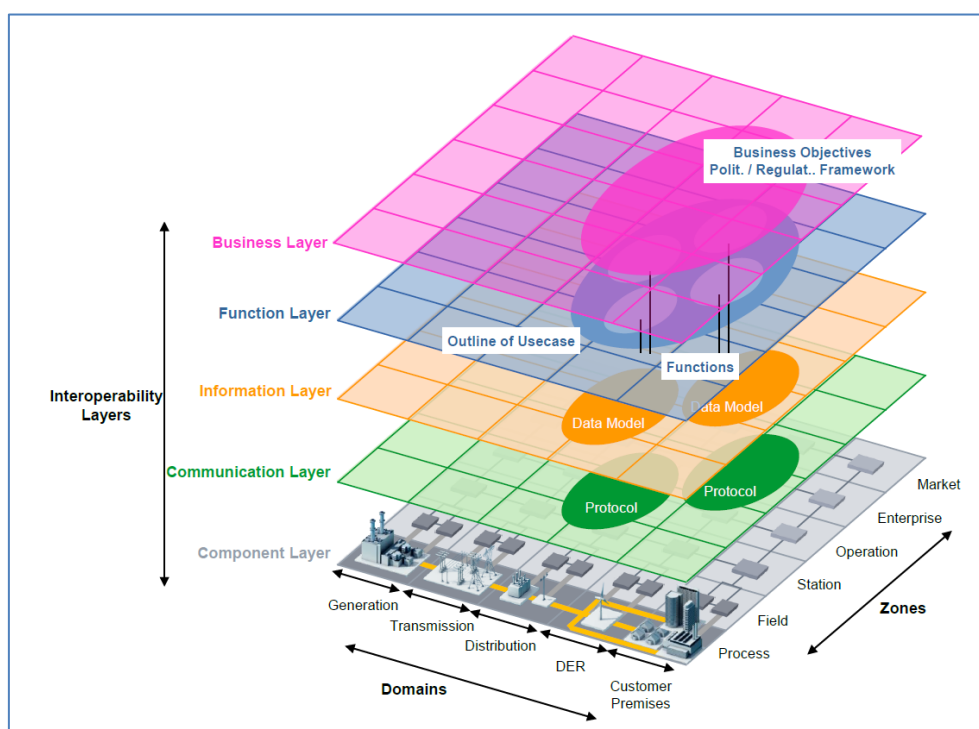 Business Objectives
Polit. / Regulat.. Framework
Business Layer
Function Layer
Outline of Usecase
Functions
Interoperability
Layers
Information Layer
Data Model
Data Model
Communication Layer
Protocol
Protocol
Component Layer
Market
Enterprise
Operation
Station
Field
Process
Zones
Generation
Transmission
Distribution
DER
Customer
Premises
Domains